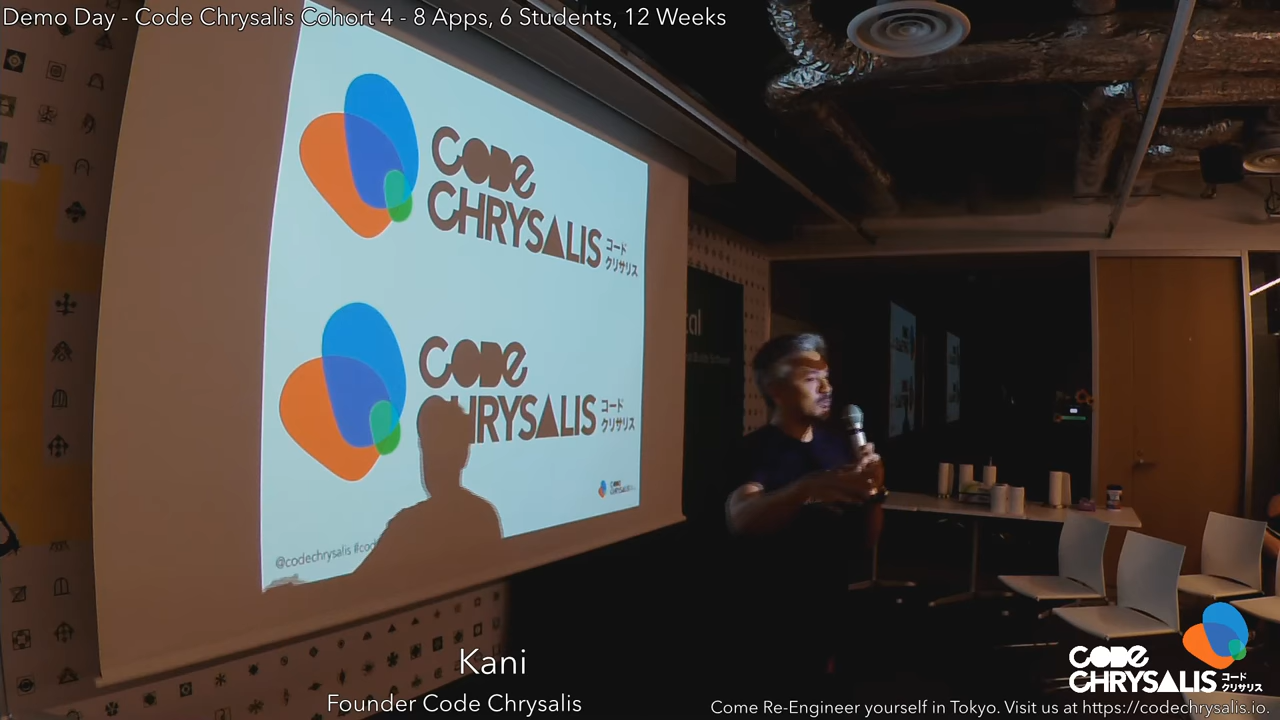 Demo Day - Code Chrysalis Cohort 4 - 8 Apps, 6 Students, 12 Weeks
CODE
CHRYSALIS
コード
クリサリス
CODE
CHRYSALIS
コード
クリサリス
CODE
CHRYSALIS
@codechrysalis
Kani
Founder Code Chrysalis
CODE
CHRYSALIS
コード
クリサリス
Come Re-Engineer yourself in Tokyo. Visit us at https://codechrysalis.io.